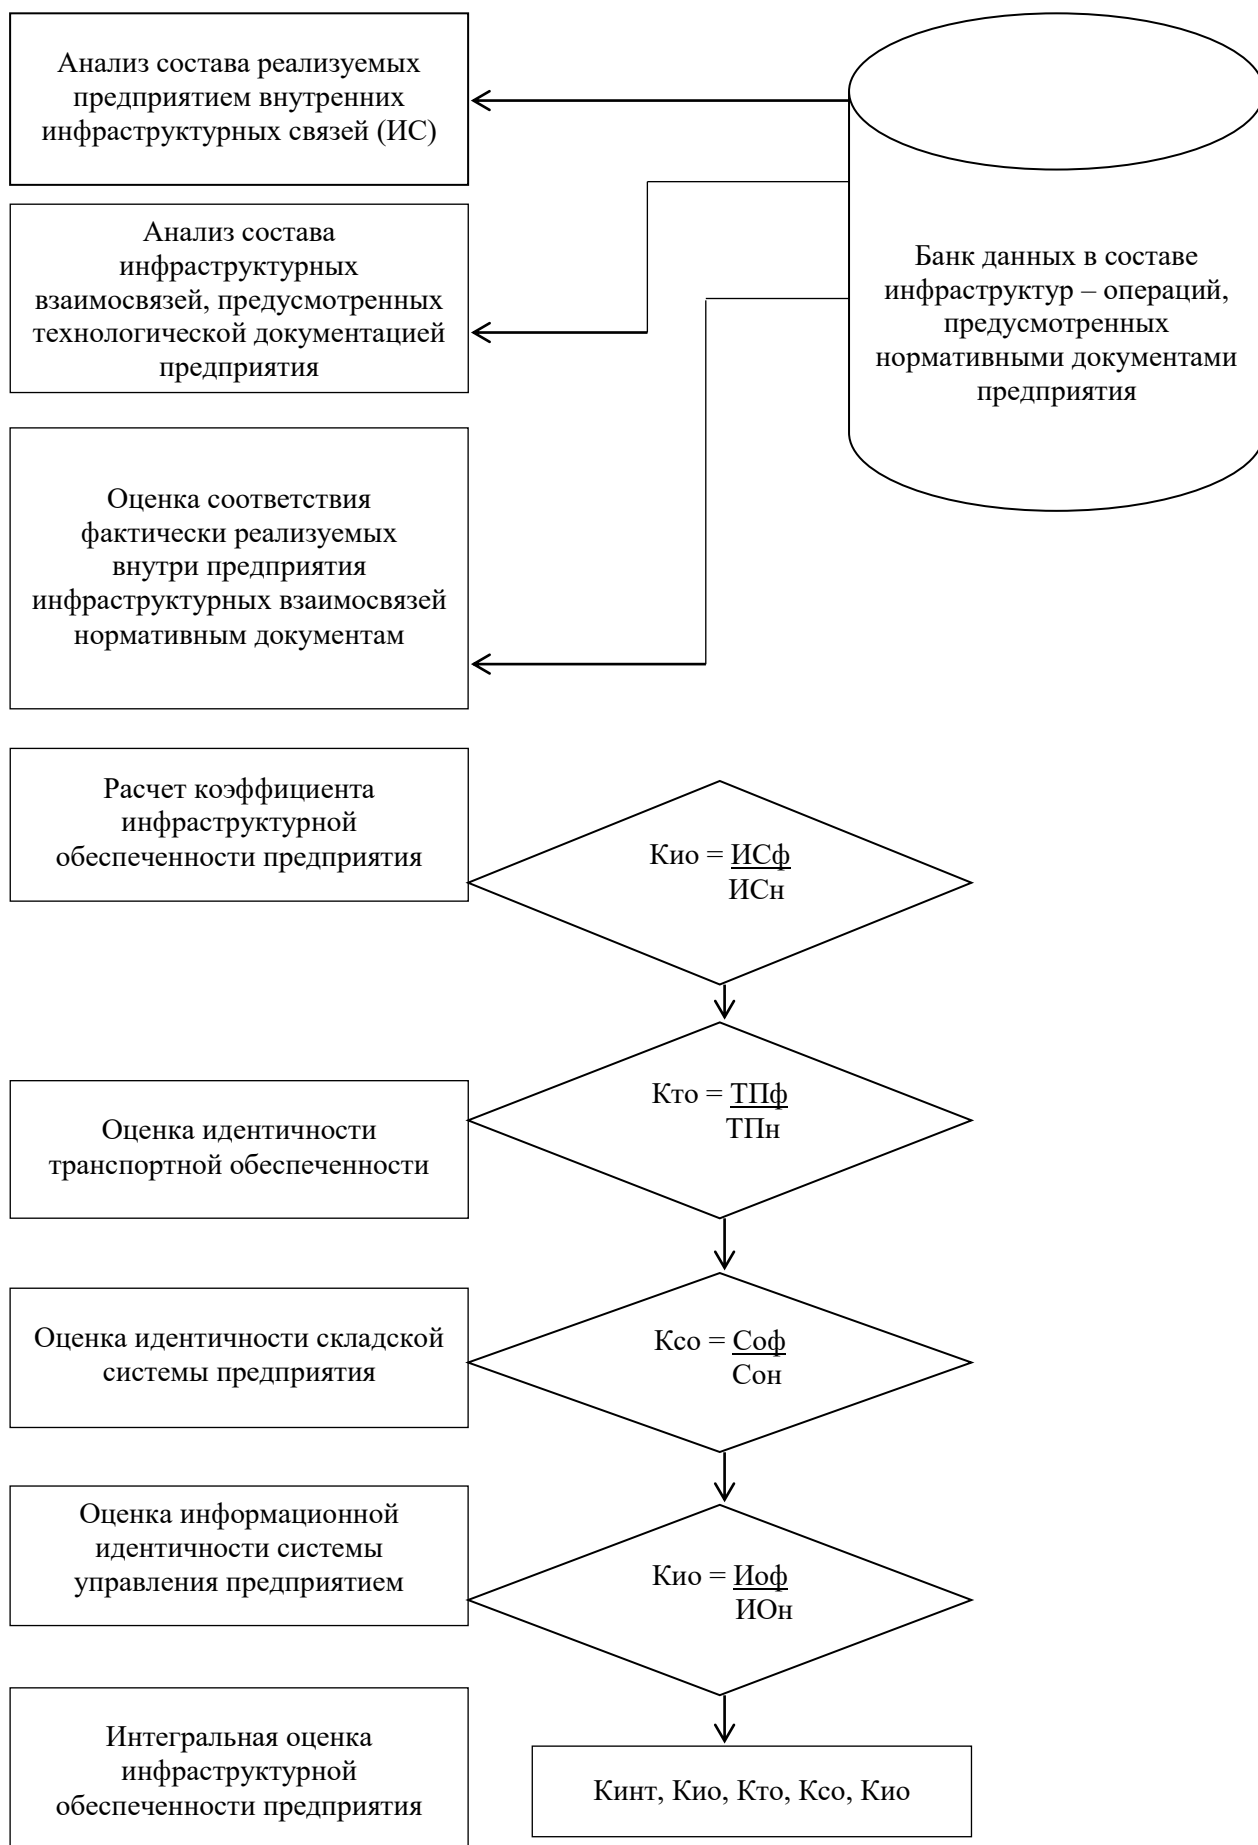 Анализ состава реализуемых
предприятием внутренних
инфраструктурных связей (ИС)
Анализ состава
инфраструктурных
взаимосвязей, предусмотренных
технологической документацией
предприятия
Банк данных в составе
инфраструктур – операций,
предусмотренных
нормативными документами
предприятия
Оценка соответствия
фактически реализуемых
внутри предприятия
инфраструктурных взаимосвязей
нормативным документам
Расчет коэффициента
инфраструктурной
обеспеченности предприятия
Кио = ИСф
ИСн
Оценка идентичности
транспортной обеспеченности
Кто = ТПф
ТПн
Оценка идентичности складской
системы предприятия
Ксо = Соф
Сон
Оценка информационной
идентичности системы
управления предприятием
Кио = Иоф
ИОн
Интегральная оценка
инфраструктурной
обеспеченности предприятия
Кинт, Кио, Кто, Ксо, Кио